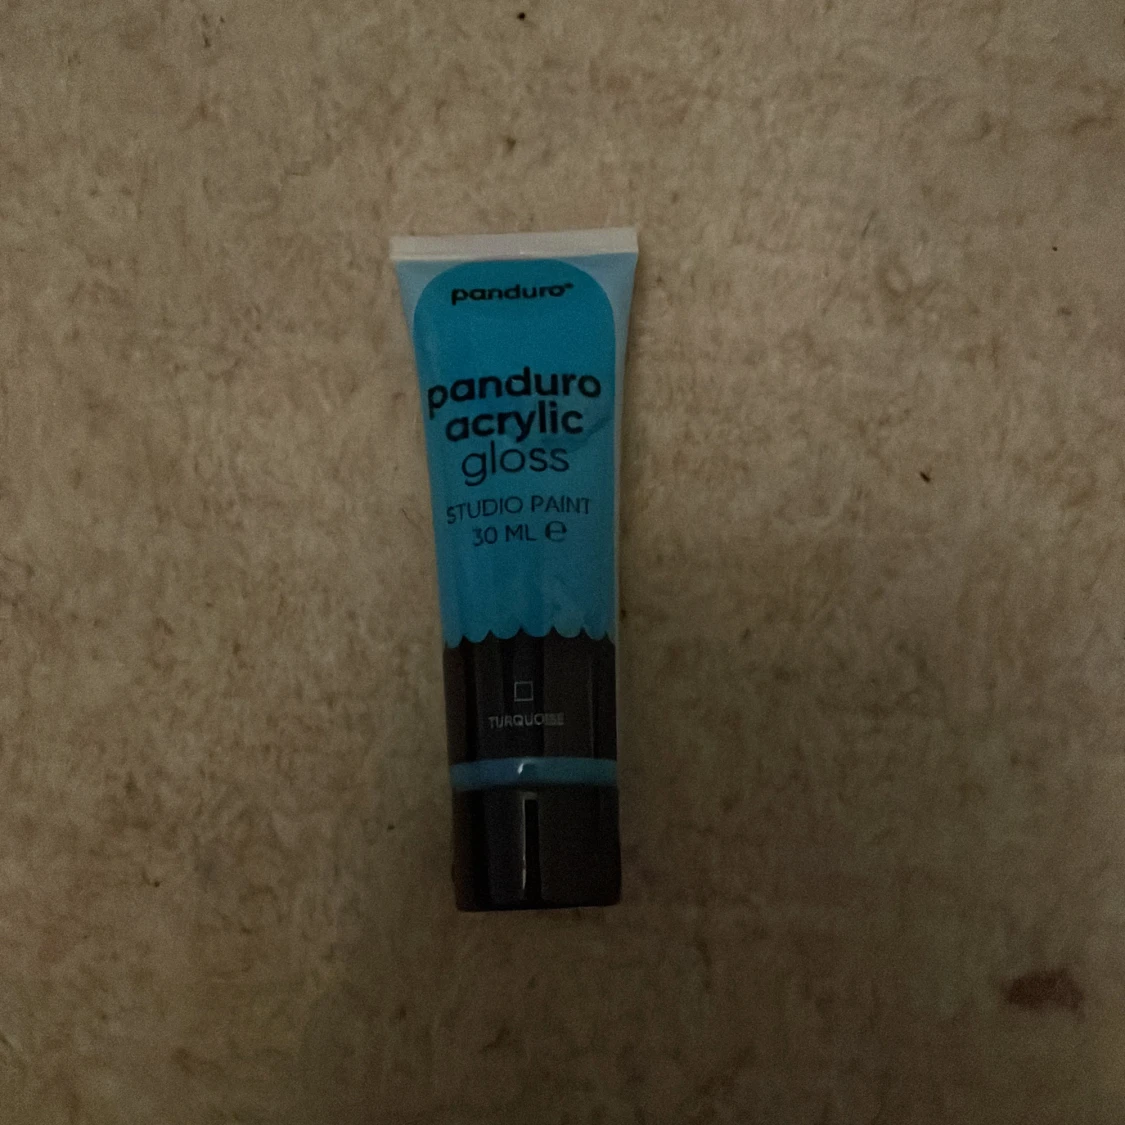 panduro®
panduro
acrylic
gloss
STUDIO PAINT
30 ML ℮
TURQUOISE